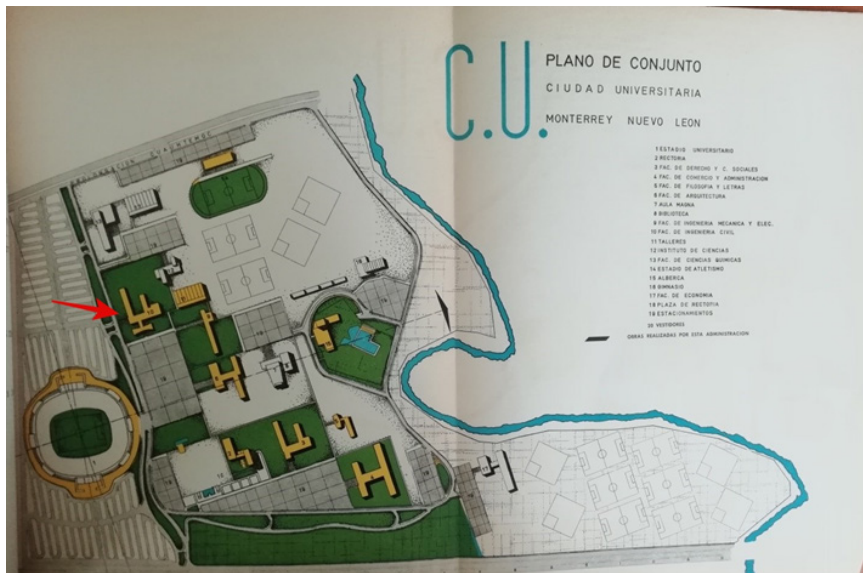 C.U.
PLANO DE CONJUNTO
CIUDAD UNIVERSITARIA
MONTERREY NUEVO LEON
1 ESTADIO UNIVERSITARIO
2 RECTORIA
3 FAC. DE DERECHO Y C. SOCIALES
4 FAC. DE COMERCIO Y ADMINISTRACION
5 FAC. DE FILOSOFIA Y LETRAS
6 FAC. DE ARQUITECTURA
7 AULA MAGNA
8 BIBLIOTECA
9 FAC. DE INGENIERIA MECANICA Y ELEC.
10 FAC. DE INGENIERIA CIVIL
11 TALLERES
12 INSTITUTO DE CIENCIAS
13 FAC. DE CIENCIAS QUIMICAS
14 ESTADIO DE ATLETISMO
15 ALBERCA
16 GIMNASIO
17 FAC. DE ECONOMIA
18 PLAZA DE RECTORIA
19 ESTACIONAMIENTOS
20 VESTIDORES
OBRAS REALIZADAS POR ESTA ADMINISTRACION